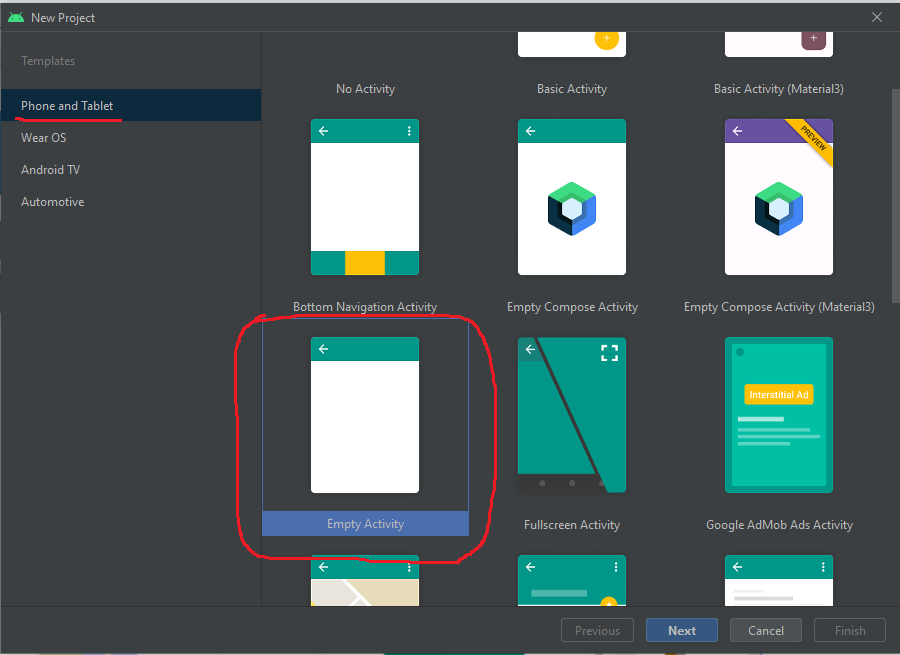 New Project
Templates
Phone and Tablet
Wear OS
Android TV
Automotive
No Activity
Basic Activity
Basic Activity (Material3)
PREVIEW
Bottom Navigation Activity
Empty Compose Activity
Empty Compose Activity (Material3)
Interstitial Ad
Empty Activity
Fullscreen Activity
Google AdMob Ads Activity
Previous
Next
Cancel
Finish